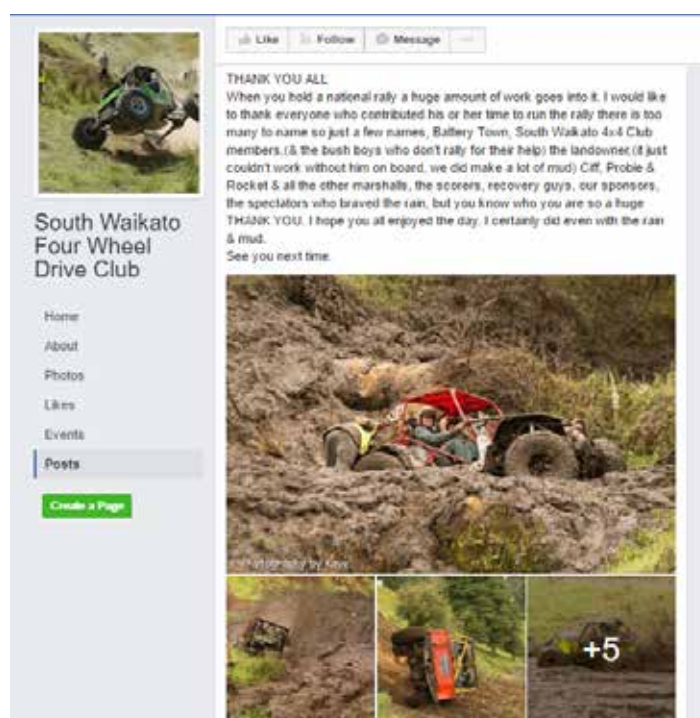 Like Follow Message
THANK YOU ALL
When you hold a national rally a huge amount of work goes into it. I would like
to thank everyone who contributed his or her time to run the rally there is too
many to name so just a few names, Battery Town, South Waikato 4x4 Club
members,(& the bush boys who don't rally for their help) the landowner,(it just
couldn't work without him on board, we did make a lot of mud) Ciff, Probie &
Rocket & all the other marshalls, the scorers, recovery guys, our sponsors,
the spectators who braved the rain, but you know who you are so a huge
THANK YOU. I hope you all enjoyed the day, I certainly did even with the rain
& mud.
See you next time.
South Waikato
Four Wheel
Drive Club
Home
About
Photos
Likes
Events
Posts
Create a Page
Photography by Kaye
+5